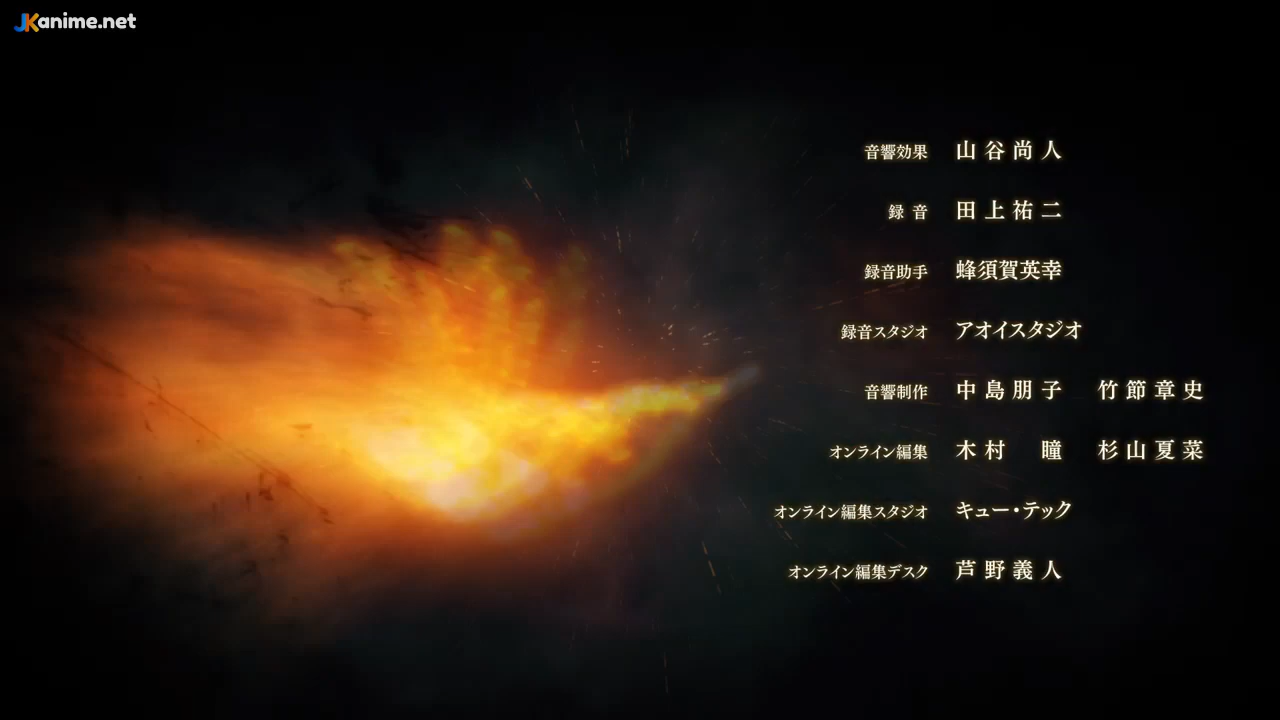 JKanime.net
音響効果 山谷尚人
録音 田上祐二
録音助手 蜂須賀英幸
録音スタジオ アオイスタジオ
音響制作 中島朋子 竹節章史
オンライン編集 木村 瞳 杉山夏菜
オンライン編集スタジオ キュー・テック
オンライン編集デスク 芦野義人